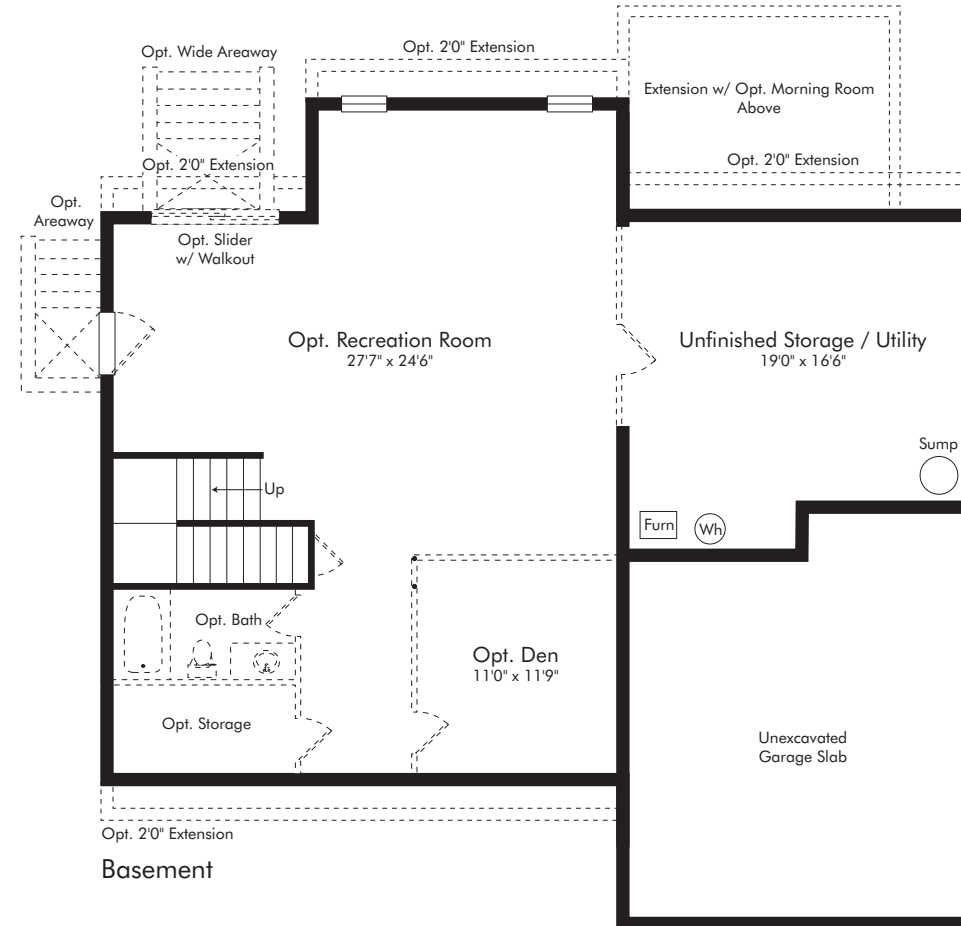 Opt. Wide Areaway
Opt. 2'0" Extension
Extension w/ Opt. Morning Room
Above
Opt. 2'0" Extension
Opt. 2'0" Extension
Opt.
Areaway
Opt. Slider
w/ Walkout
Opt. Recreation Room
27'7" x 24'6"
Unfinished Storage / Utility
19'0" x 16'6"
Sump
Up
Furn
Wh
Opt. Bath
Opt. Den
11'0" x 11'9"
Opt. Storage
Unexcavated
Garage Slab
Opt. 2'0" Extension
Basement